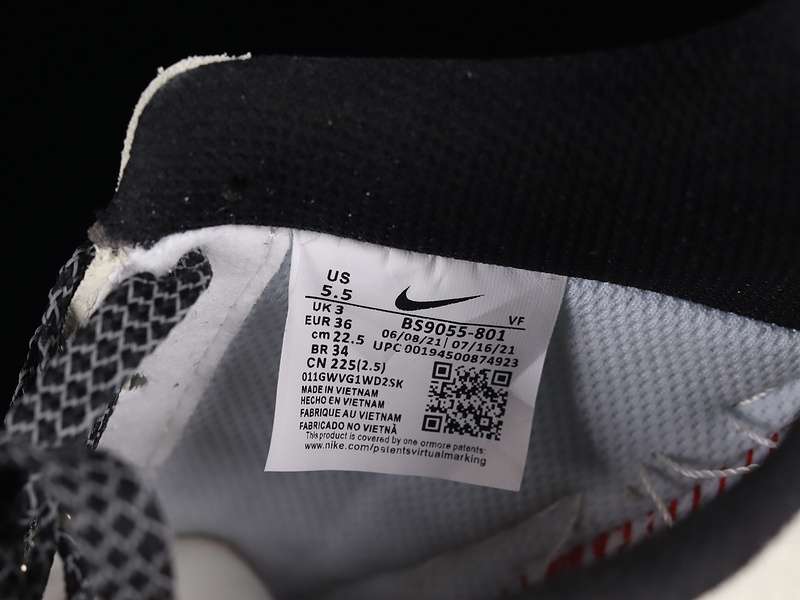 US
5.5
UK 3
EUR 36
cm 22.5
BR 34
CN 225(2.5)
VF
BS9055-801
06/08/21| 07/16/21
UPC 00194500874923
011GWVG1WD2SK
MADE IN VIETNAM
HECHO EN VIETNAM
FABRIQUE AU VIETNAM
FABRICADO NO VIETNÃ
This product is covered by one ormore patents:
www.nike.com/patentsvirtualmarking